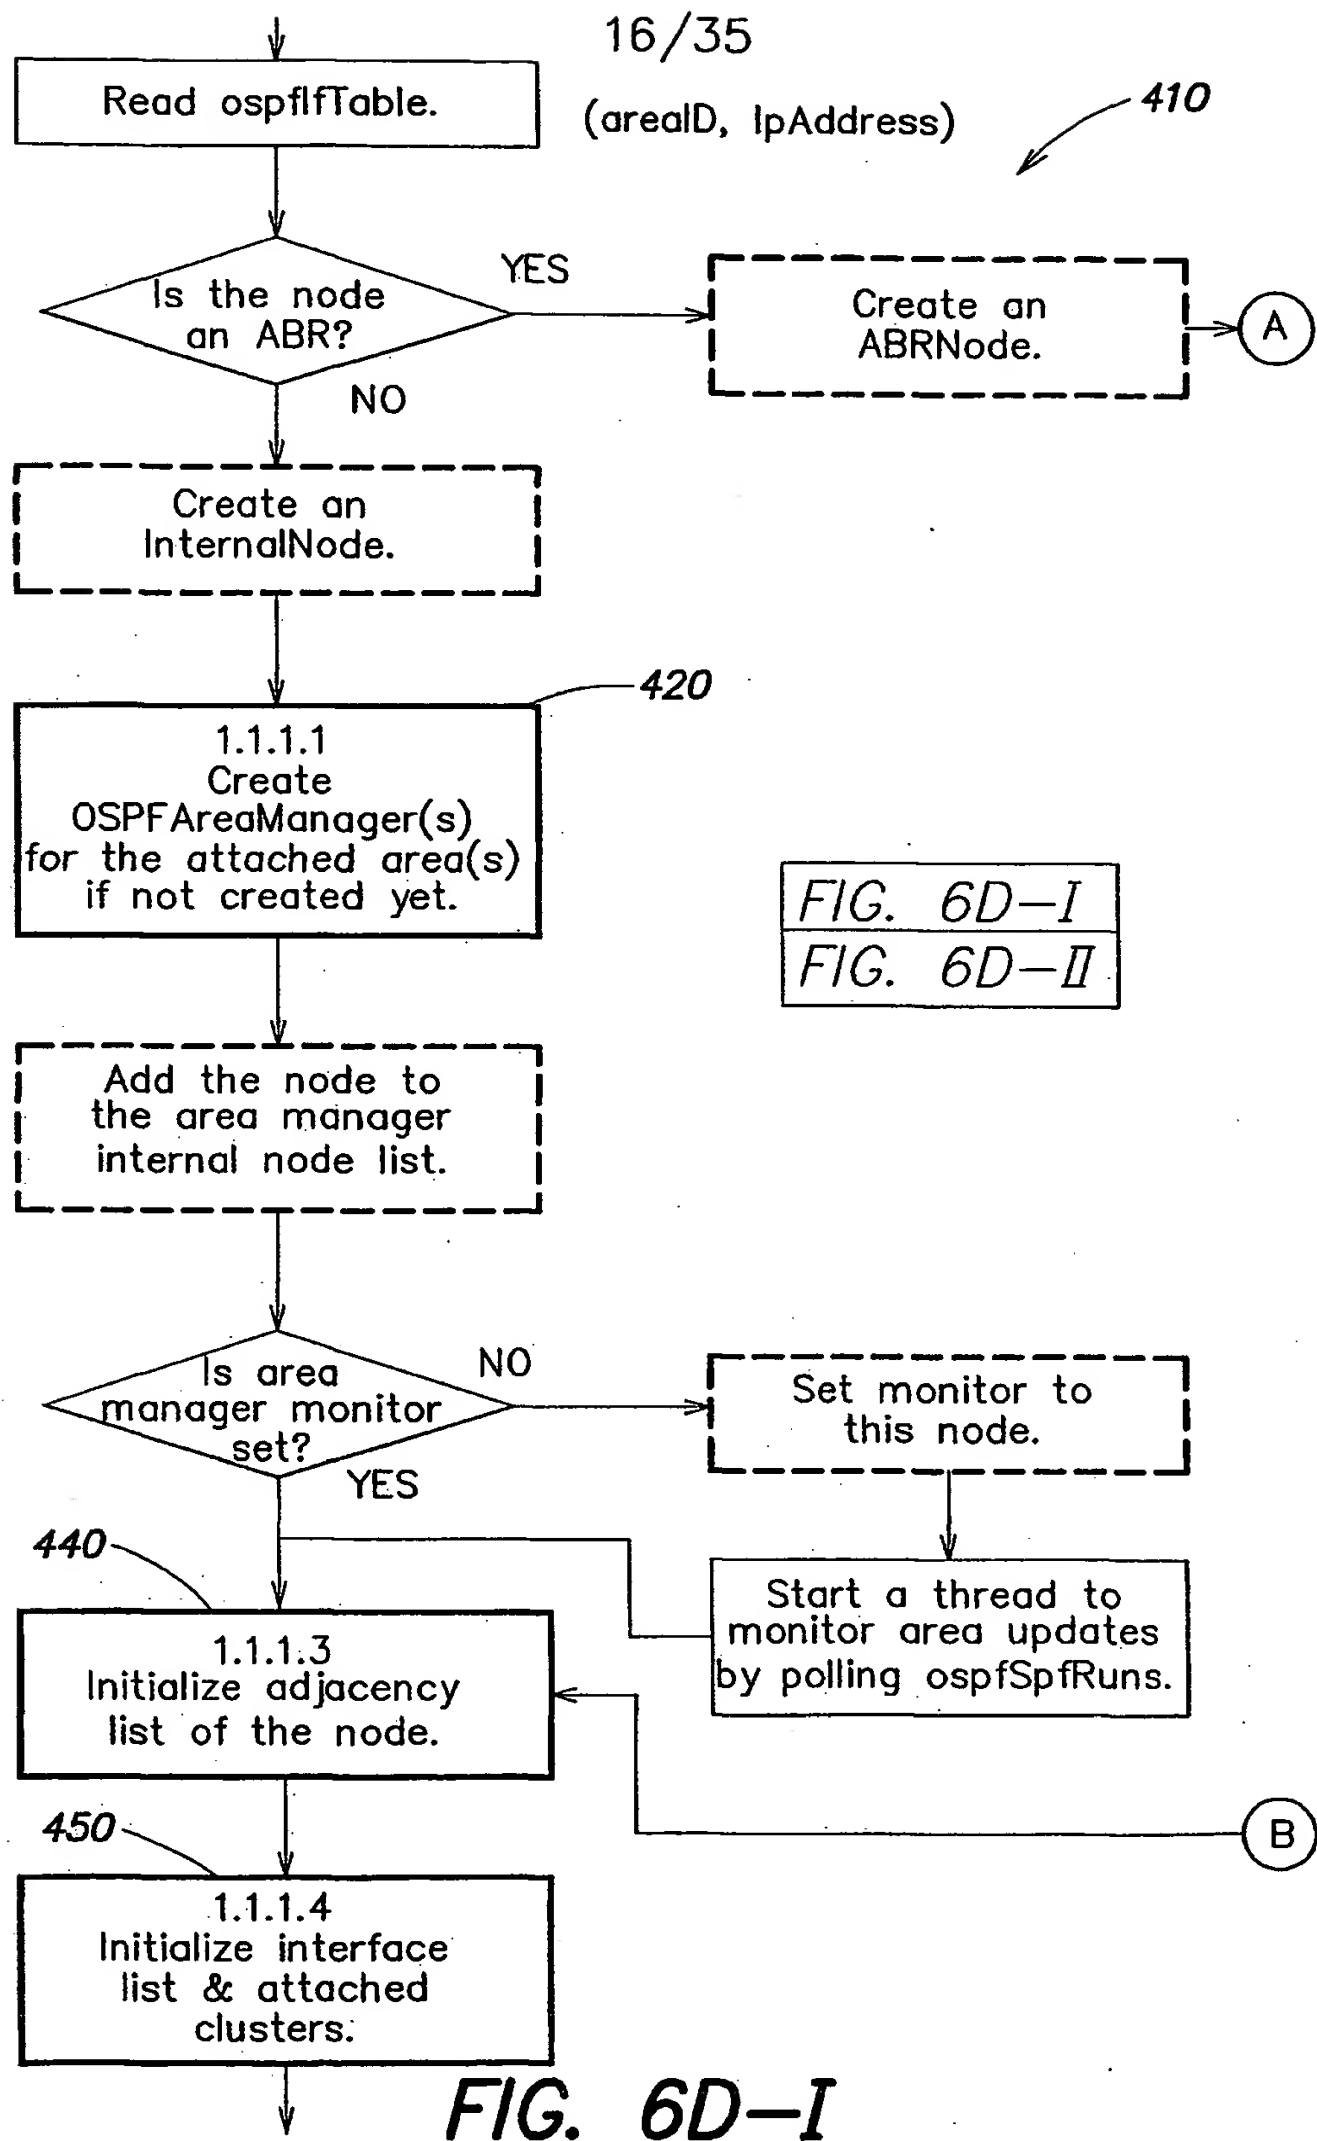 16/35
Read ospfIfTable.
(areaID, IpAddress)
410
Is the node
an ABR?
YES
NO
Create an
ABRNode.
A
Create an
InternalNode.
420
1.1.1.1
Create
OSPFAreaManager(s)
for the attached area(s)
if not created yet.
FIG. 6D-I
FIG. 6D-II
Add the node to
the area manager
internal node list.
Is area
manager monitor
set?
NO
YES
Set monitor to
this node.
Start a thread to
monitor area updates
by polling ospfSpfRuns.
440
1.1.1.3
Initialize adjacency
list of the node.
B
450
1.1.1.4
Initialize interface
list & attached
clusters.
FIG. 6D-I